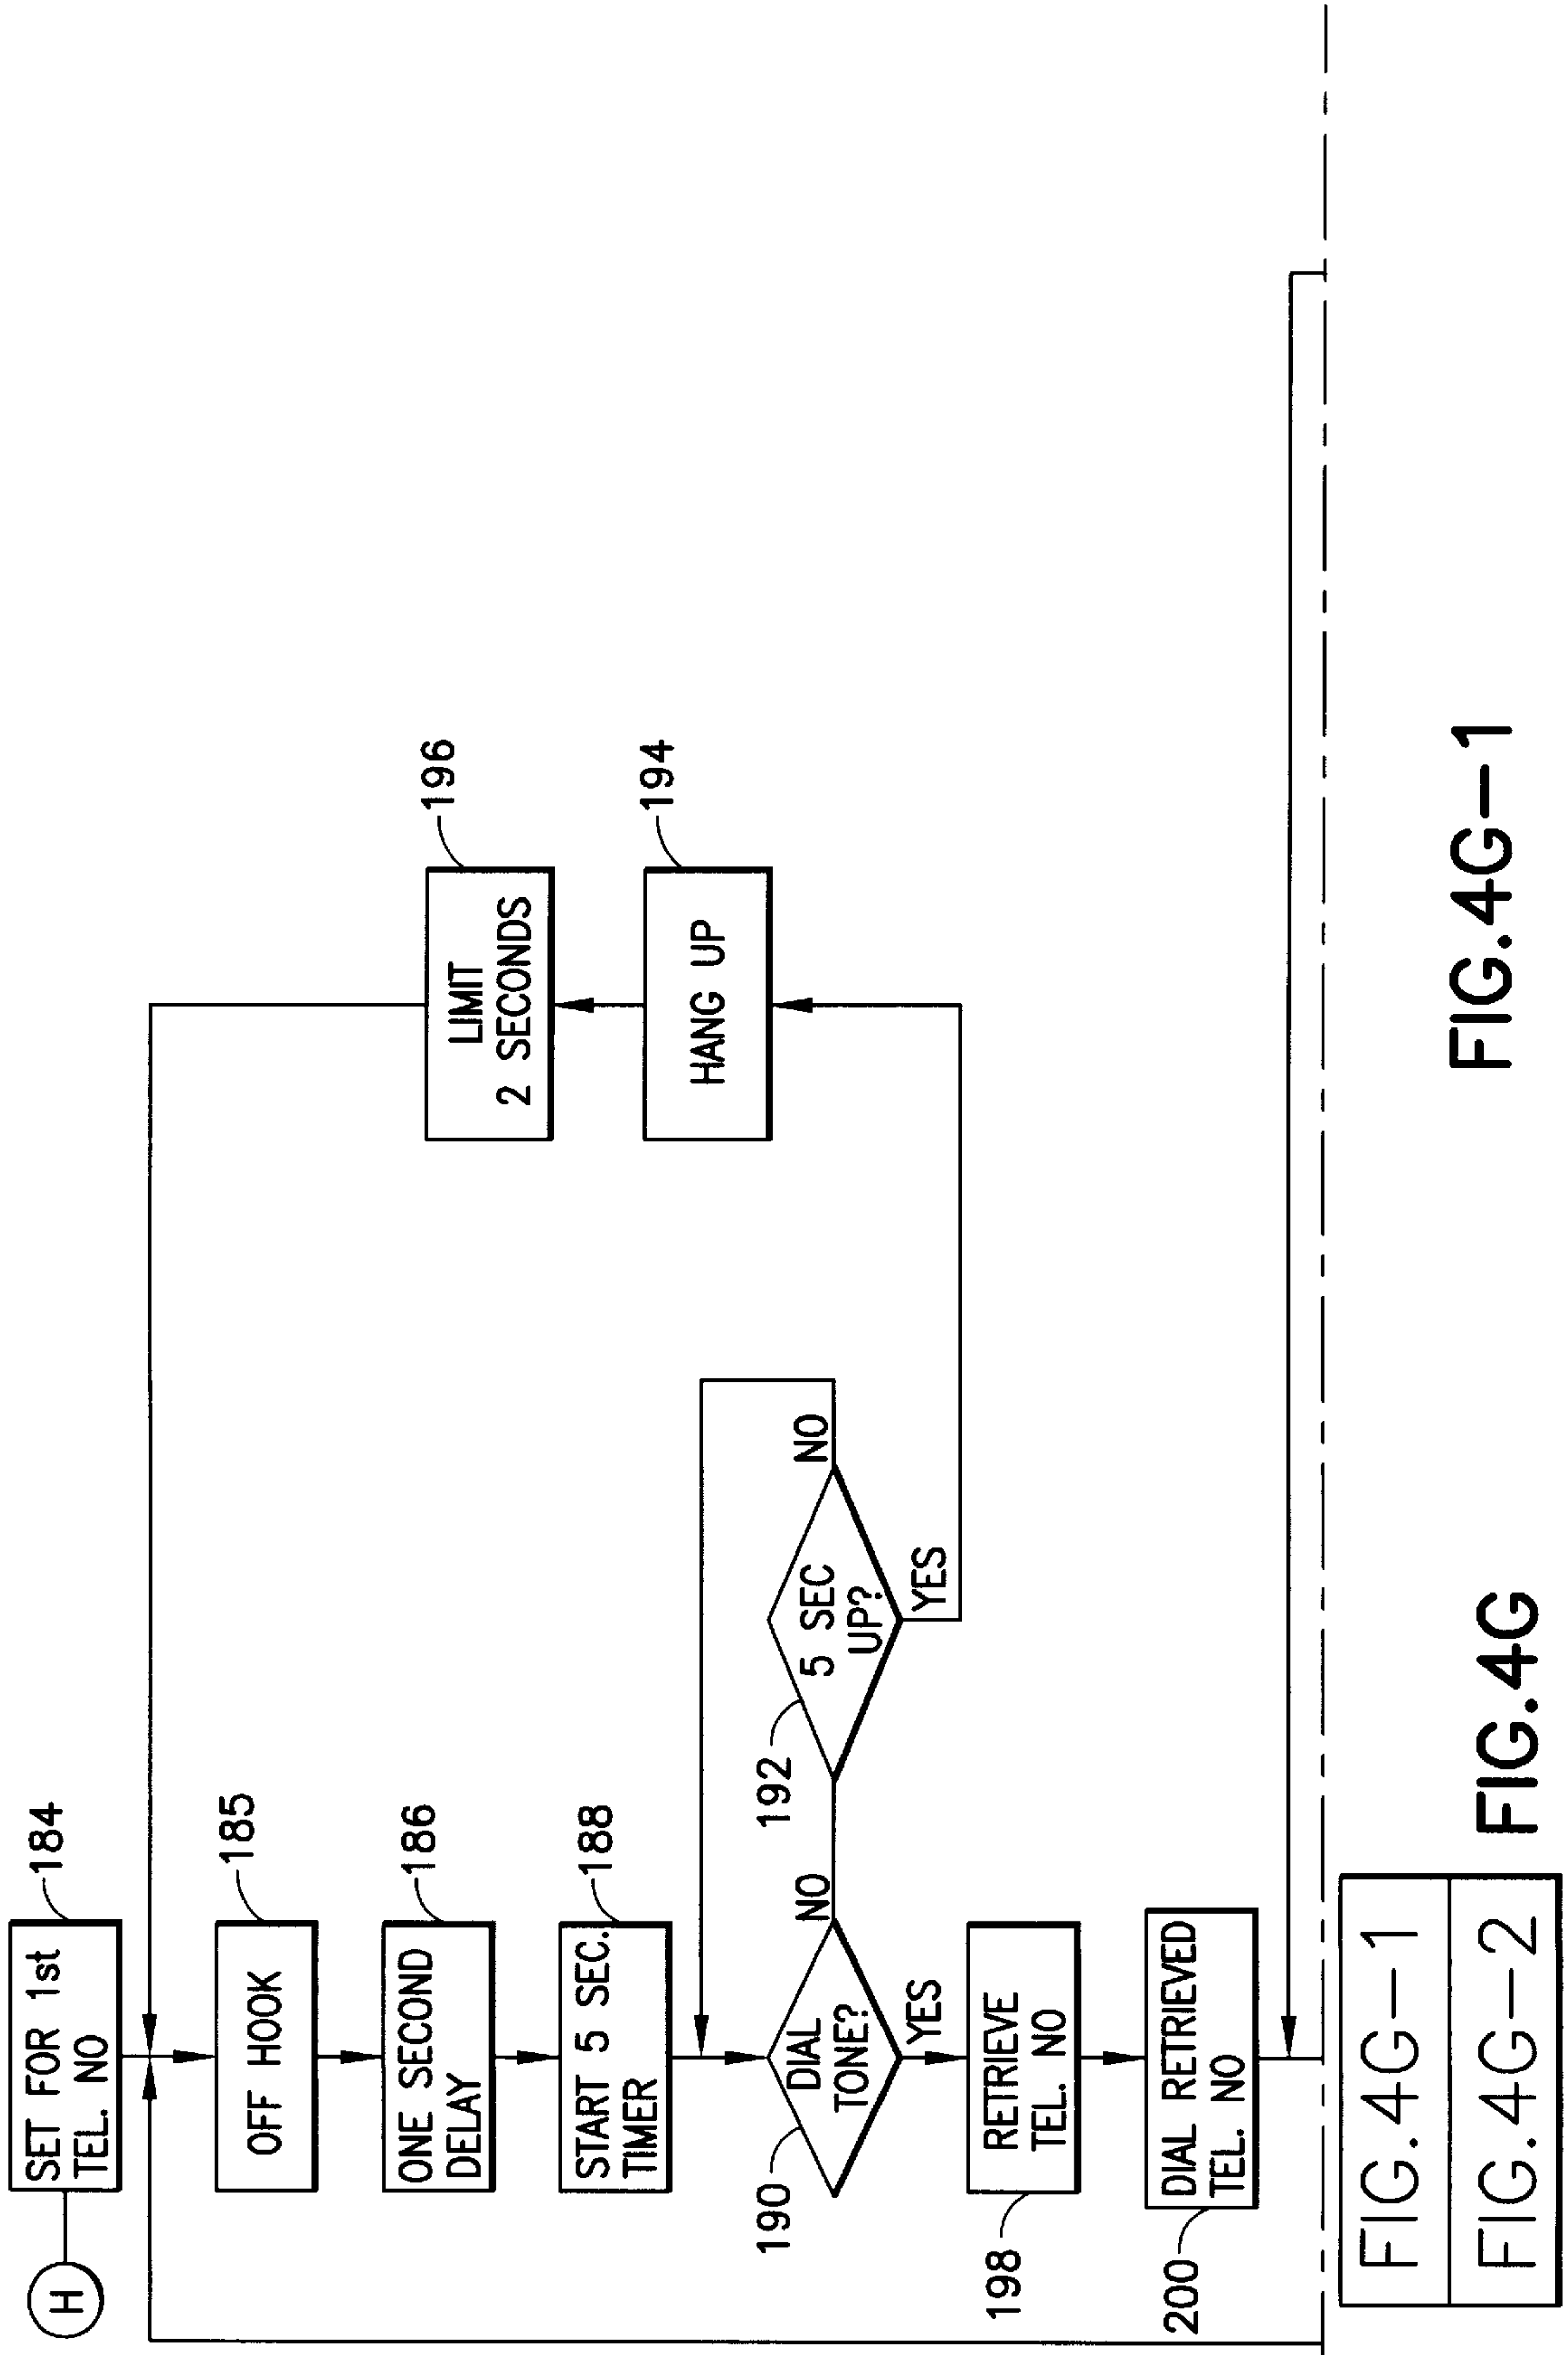 H
SET FOR 1st
TEL. NO
184
OFF HOOK
185
ONE SECOND
DELAY
186
START 5 SEC.
TIMER
188
196
LIMIT
2 SECONDS
194
HANG UP
190
DIAL
TONE?
NO
YES
192
5 SEC
UP?
NO
YES
198
RETRIEVE
TEL. NO
200
DIAL RETRIEVED
TEL. NO
FIG.4G-1
FIG.4G-2
FIG.4G
FIG.4G-1